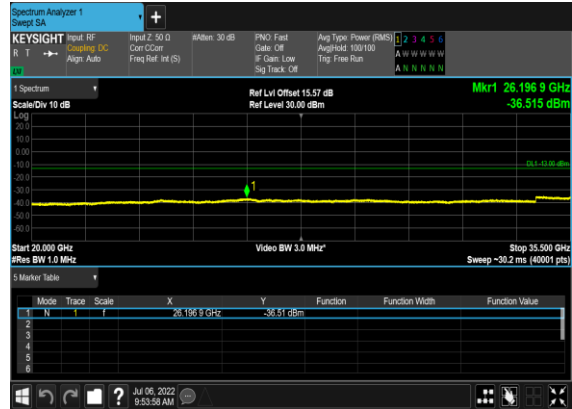 Spectrum Analyzer 1
Swept SA
KEYSIGHT Input: RF Input Z: 50 Ω #Atten: 30 dB PNO: Fast Avg Type: Power (RMS) 1 2 3 4 5 6
R T Coupling: DC Corr CCorr Gate: Off Avg|Hold: 100/100 A W W W W W
Align: Auto Freq Ref: Int (S) IF Gain: Low Trig: Free Run
Sig Track: Off A N N N N N
1 Spectrum Ref Lvl Offset 15.57 dB Mkr1 26.196 9 GHz
Scale/Div 10 dB Ref Level 30.00 dBm -36.515 dBm
Log
20.0
10.0
0.00
-10.0 DL1 -13.00 dBm
-20.0
-30.0 1
-40.0
-50.0
-60.0
Start 20.000 GHz Video BW 3.0 MHz* Stop 35.500 GHz
#Res BW 1.0 MHz Sweep ~30.2 ms (40001 pts)
5 Marker Table
Mode Trace Scale X Y Function Function Width Function Value
1 N 1 f 26.196 9 GHz -36.51 dBm
2
3
4
5
6
? Jul 06, 2022
9:53:58 AM